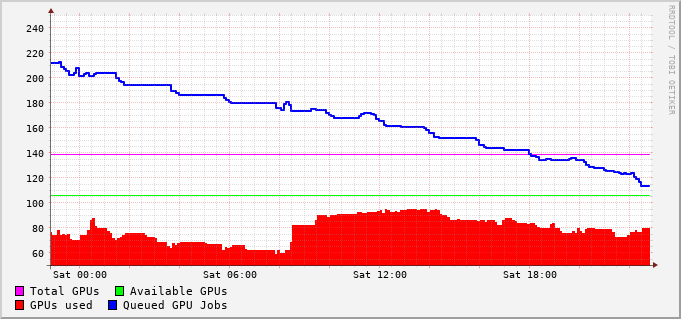 240
220
200
180
160
140
120
100
80
60
Sat 00:00 Sat 06:00 Sat 12:00 Sat 18:00
Total GPUs Available GPUs
GPUs used Queued GPU Jobs
RRDTOOL / TOBI OETIKER